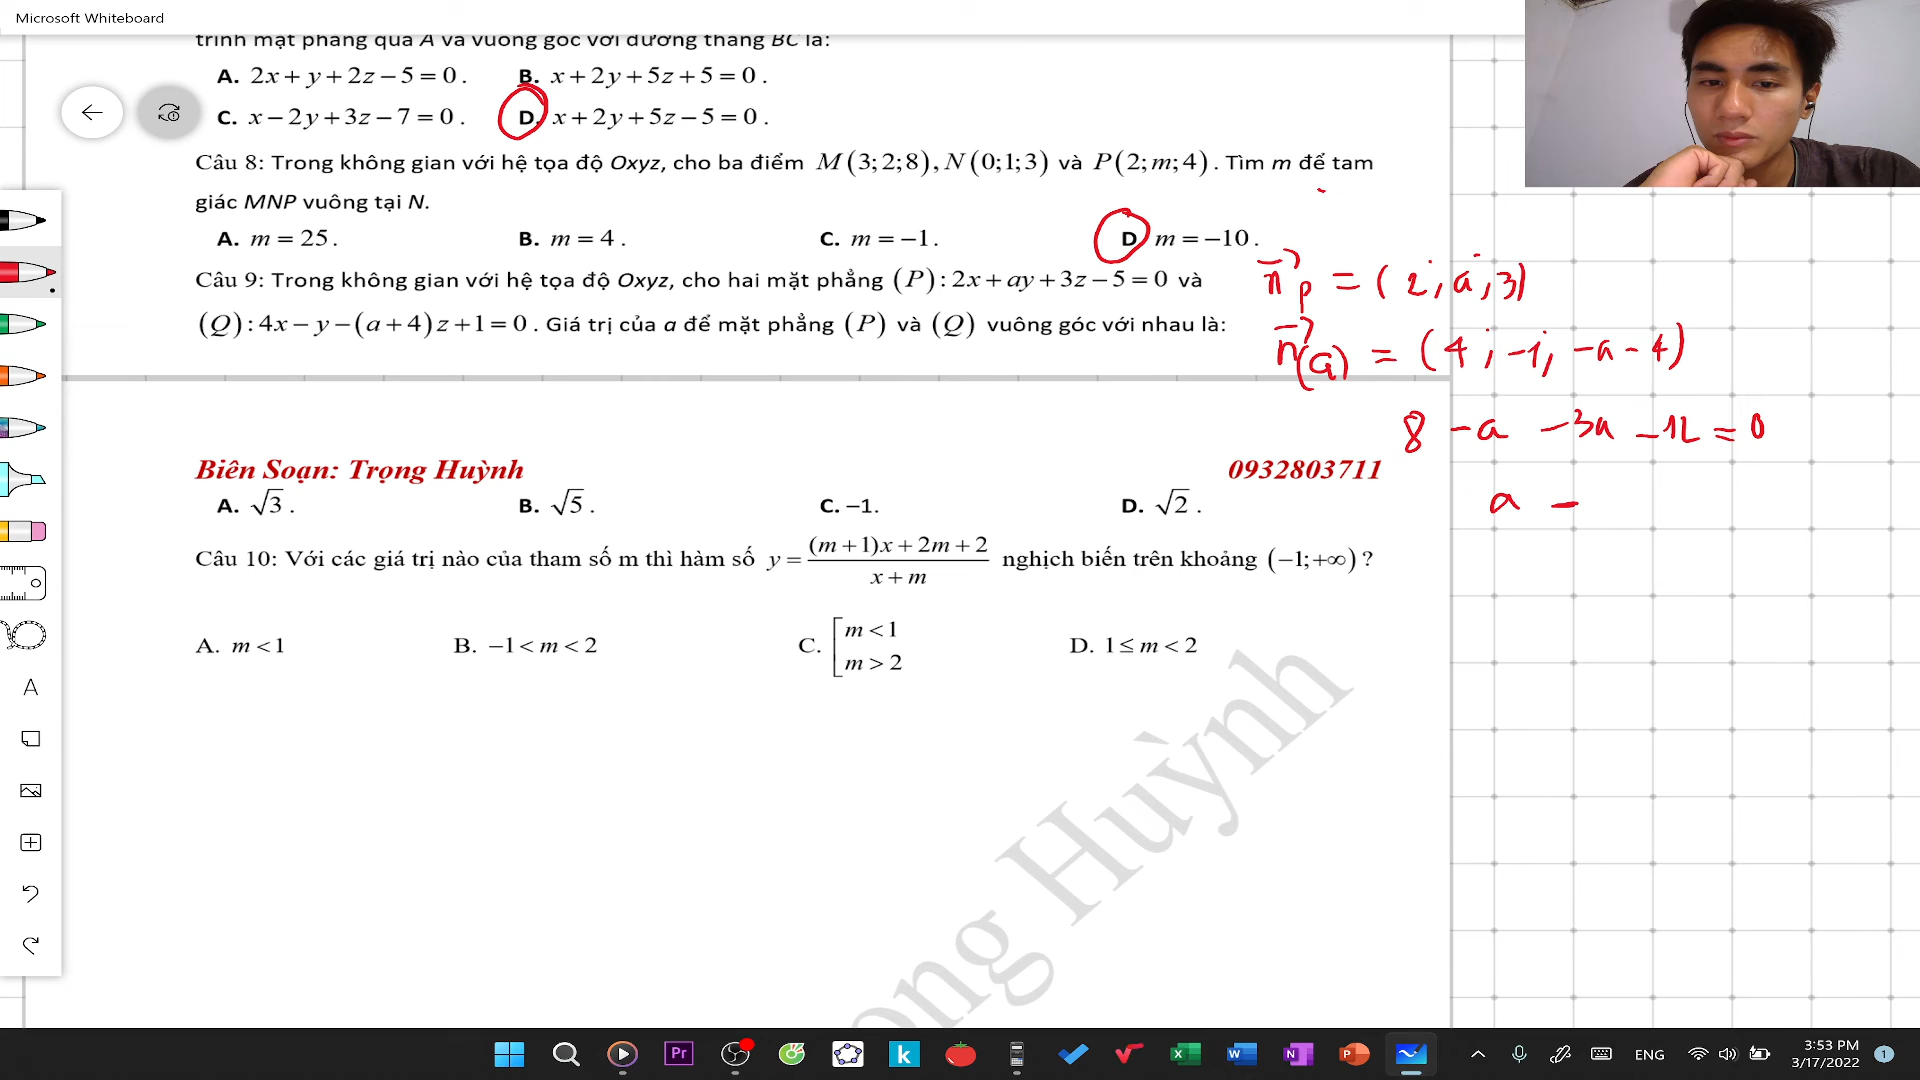 Microsoft Whiteboard
trình mặt phẳng qua A và vuông góc với đường thẳng BC là:
A. 2x + y + 2z − 5 = 0 . B. x + 2y + 5z + 5 = 0 .
C. x − 2y + 3z − 7 = 0 . D. x + 2y + 5z − 5 = 0 .
Câu 8: Trong không gian với hệ tọa độ Oxyz, cho ba điểm M(3;2;8), N(0;1;3) và P(2;m;4). Tìm m để tam
giác MNP vuông tại N.
A. m = 25 . B. m = 4 . C. m = −1 . D m = −10 .
Câu 9: Trong không gian với hệ tọa độ Oxyz, cho hai mặt phẳng (P): 2x + ay + 3z − 5 = 0 và
(Q): 4x − y − (a + 4)z + 1 = 0 . Giá trị của a để mặt phẳng (P) và (Q) vuông góc với nhau là:
n⃗p = (2; a; 3)
n⃗(Q) = (4; -1; -a - 4)
8 - a - 3a - 12 = 0
a -
Biên Soạn: Trọng Huỳnh 0932803711
A. √3 . B. √5 . C. −1. D. √2 .
Câu 10: Với các giá trị nào của tham số m thì hàm số y = ((m + 1)x + 2m + 2)/(x + m) nghịch biến trên khoảng (−1; +∞) ?
A. m < 1 B. −1 < m < 2 C. [ m < 1 m > 2 D. 1 ≤ m < 2
ong Huỳnh
A
Pr
k
ENG
3:53 PM
3/17/2022
1